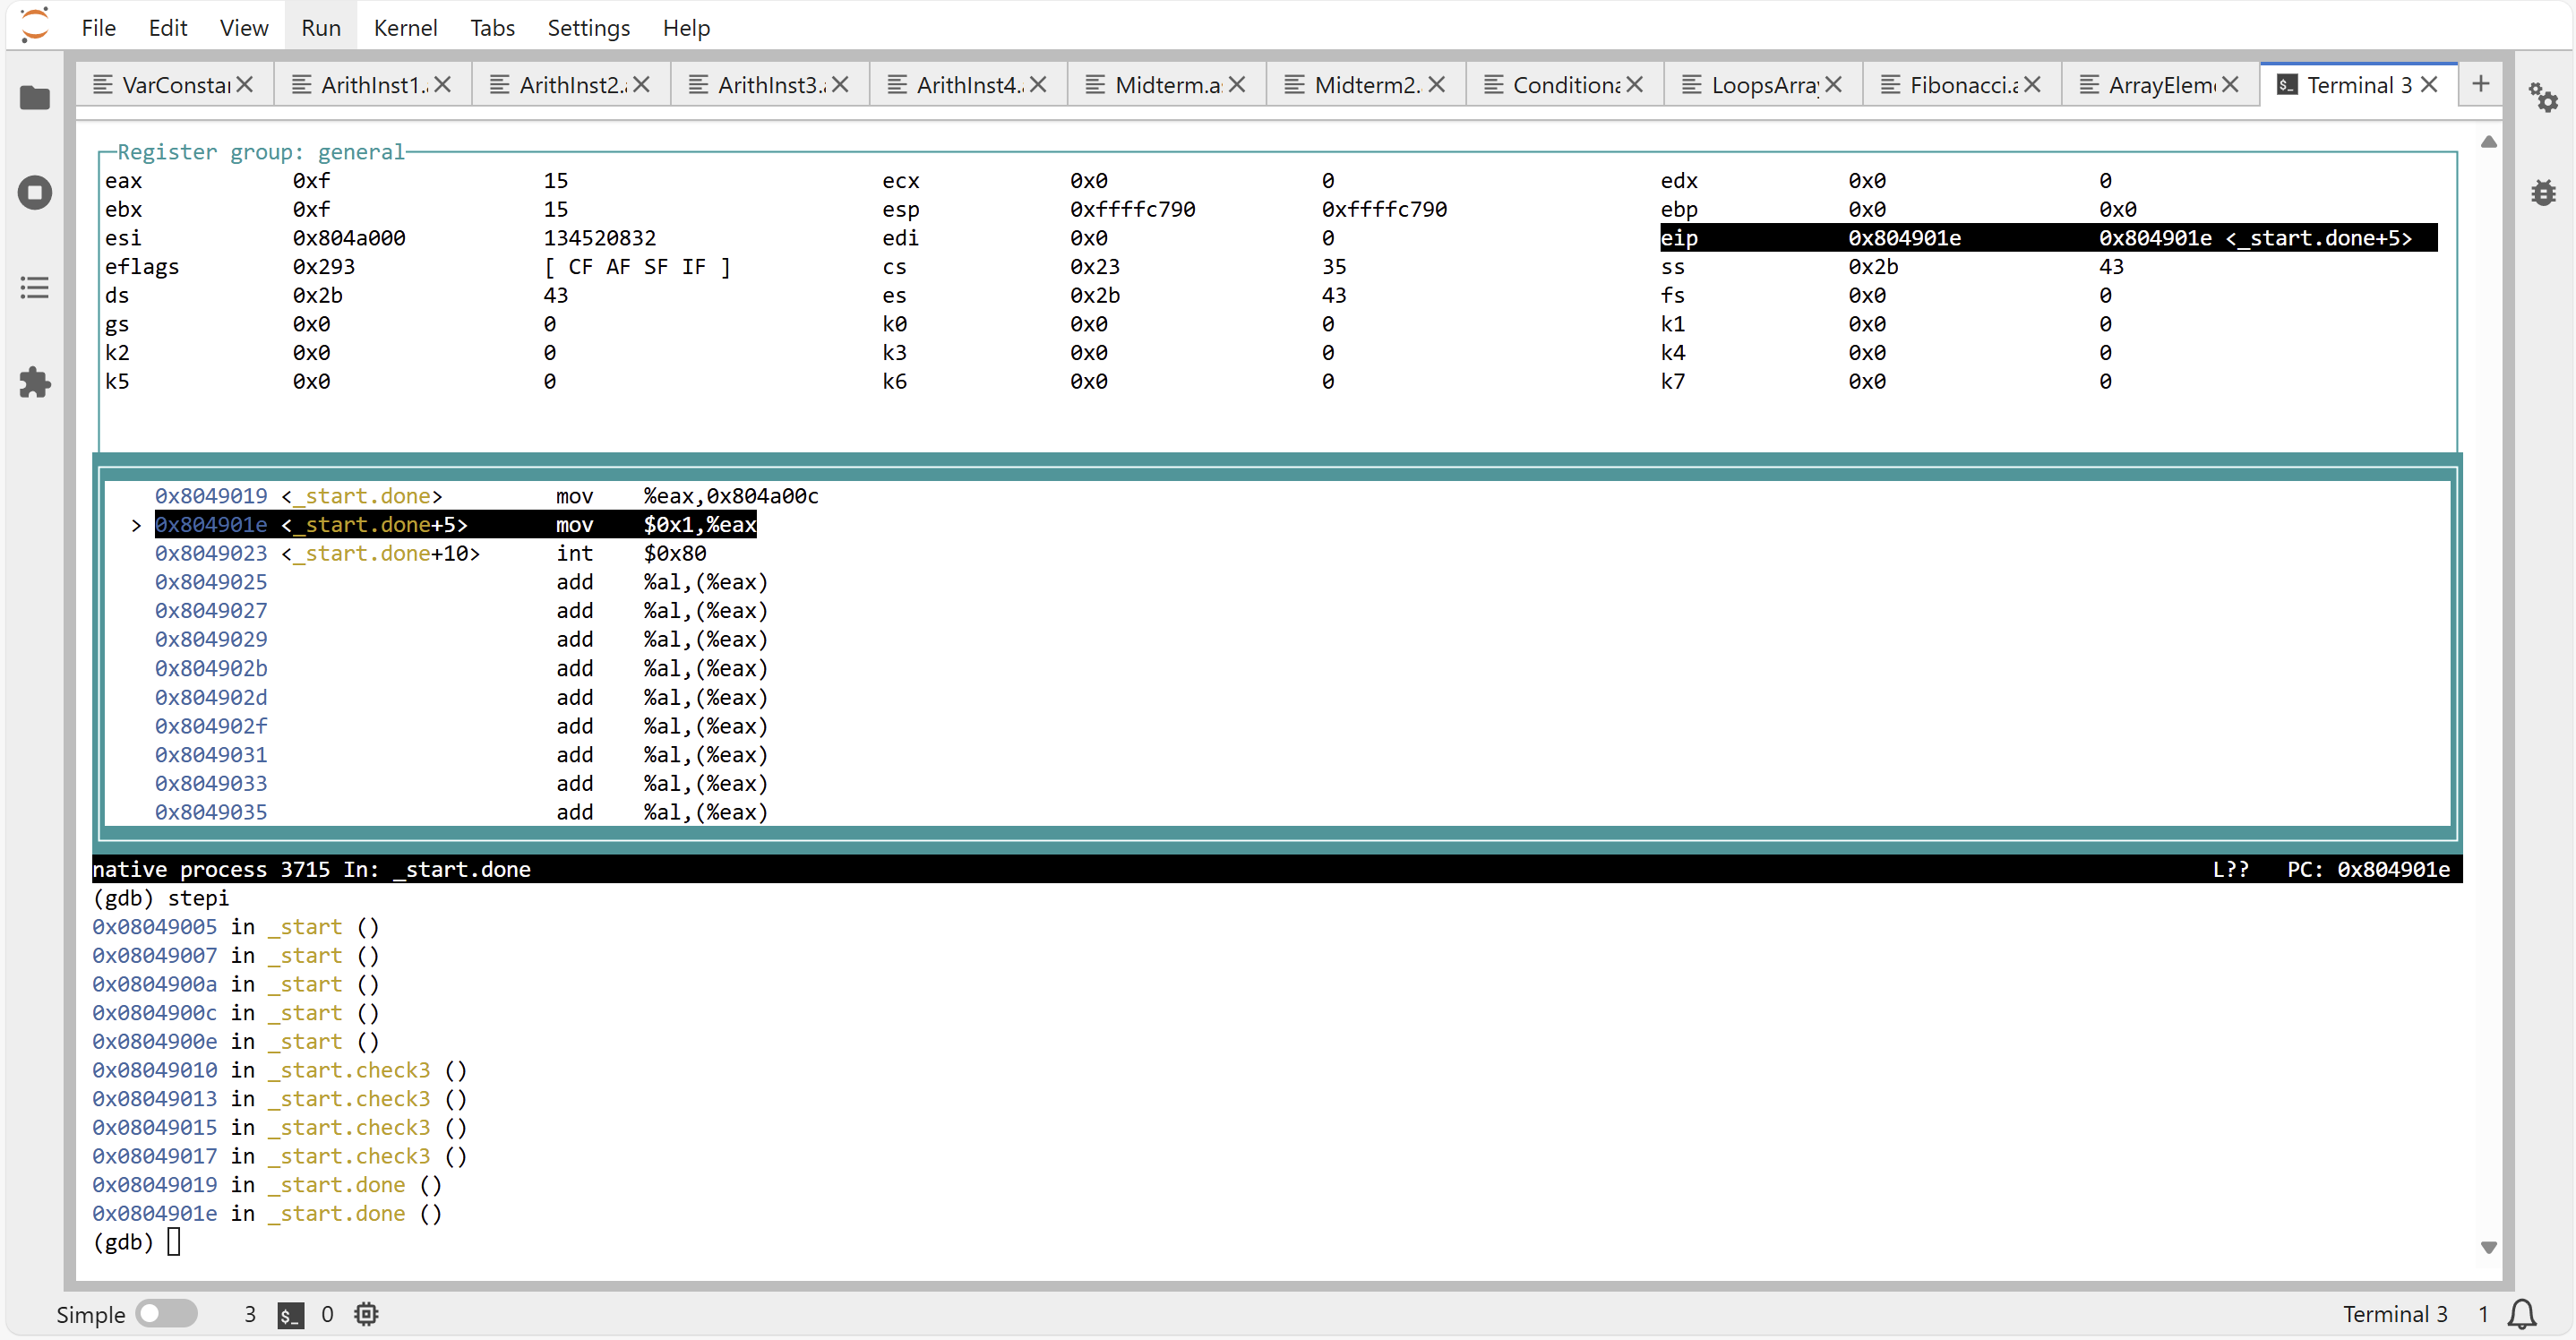 File Edit View Run Kernel Tabs Settings Help
VarConstar ArithInst1. ArithInst2. ArithInst3. ArithInst4. Midterm.a Midterm2. Conditiona LoopsArray Fibonacci.a ArrayEleme Terminal 3
Register group: general
eax 0xf 15 ecx 0x0 0 edx 0x0 0
ebx 0xf 15 esp 0xffffc790 0xffffc790 ebp 0x0 0x0
esi 0x804a000 134520832 edi 0x0 0 eip 0x804901e 0x804901e <_start.done+5>
eflags 0x293 [ CF AF SF IF ] cs 0x23 35 ss 0x2b 43
ds 0x2b 43 es 0x2b 43 fs 0x0 0
gs 0x0 0 k0 0x0 0 k1 0x0 0
k2 0x0 0 k3 0x0 0 k4 0x0 0
k5 0x0 0 k6 0x0 0 k7 0x0 0
0x8049019 <_start.done> mov %eax,0x804a00c
> 0x804901e <_start.done+5> mov $0x1,%eax
0x8049023 <_start.done+10> int $0x80
0x8049025 add %al,(%eax)
0x8049027 add %al,(%eax)
0x8049029 add %al,(%eax)
0x804902b add %al,(%eax)
0x804902d add %al,(%eax)
0x804902f add %al,(%eax)
0x8049031 add %al,(%eax)
0x8049033 add %al,(%eax)
0x8049035 add %al,(%eax)
native process 3715 In: _start.done L?? PC: 0x804901e
(gdb) stepi
0x08049005 in _start ()
0x08049007 in _start ()
0x0804900a in _start ()
0x0804900c in _start ()
0x0804900e in _start ()
0x08049010 in _start.check3 ()
0x08049013 in _start.check3 ()
0x08049015 in _start.check3 ()
0x08049017 in _start.check3 ()
0x08049019 in _start.done ()
0x0804901e in _start.done ()
(gdb)
Simple 3 $_ 0 Terminal 3 1